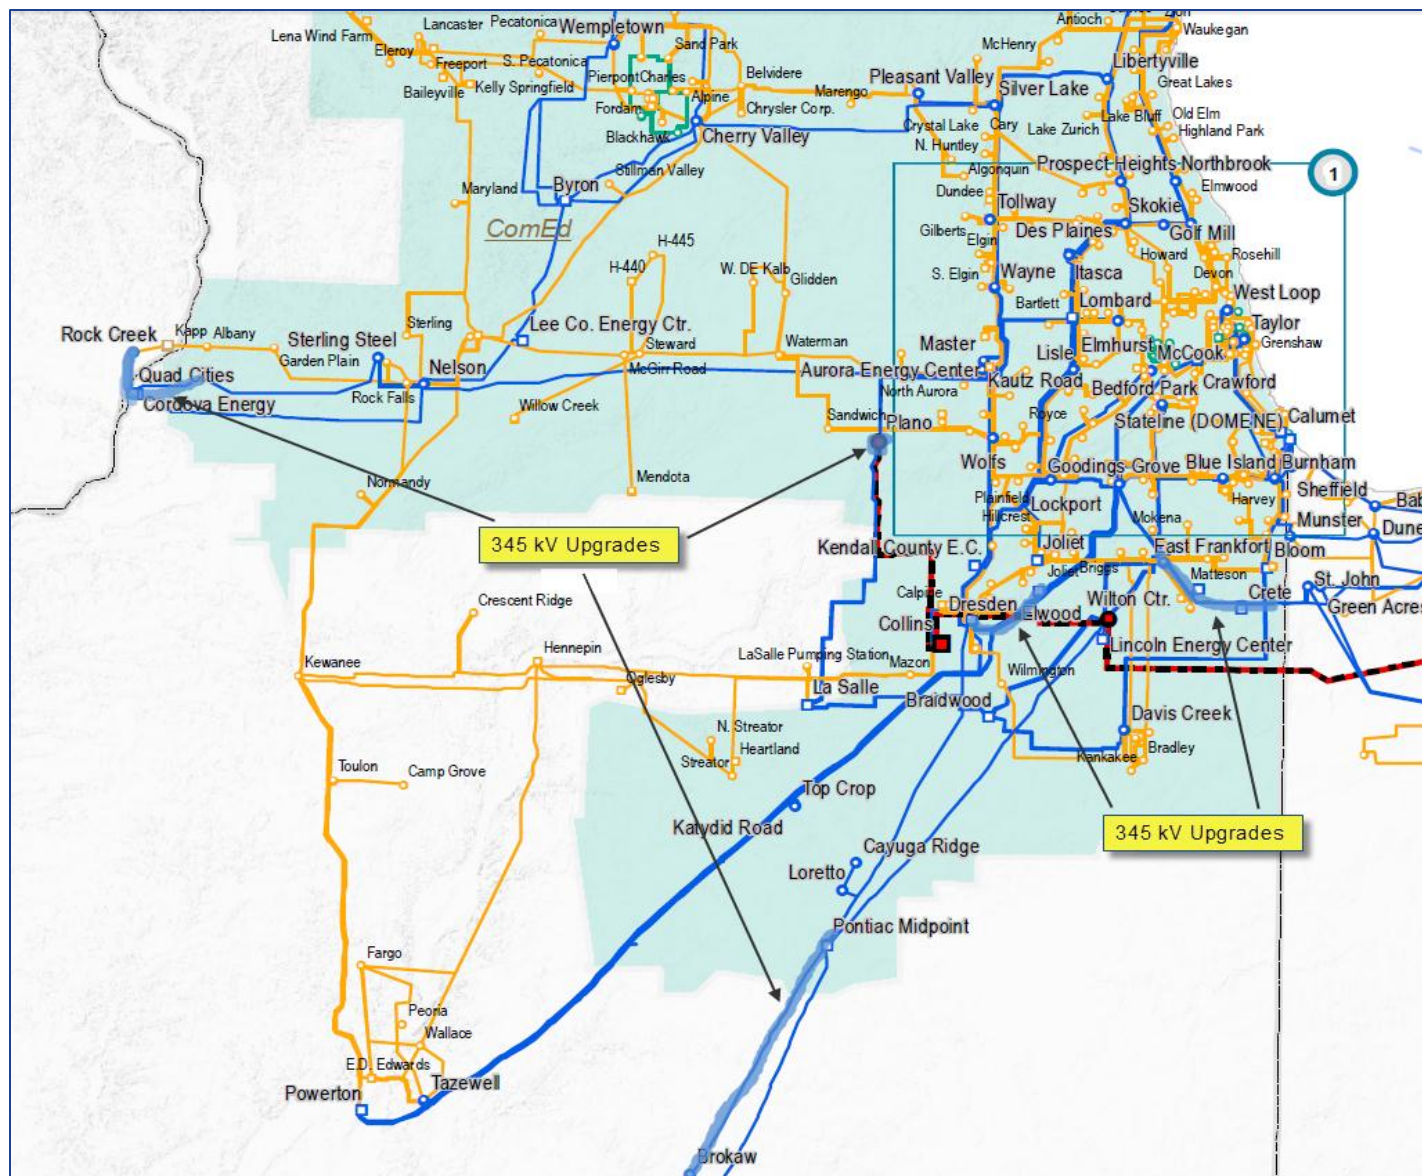 Antioch
Zion
Waukegan
Lancaster
Pecatonica
Wempletown
Lena Wind Farm
Sand Park
McHenry
Libertyville
Eleroy
Freeport
S. Pecatonica
Pierpont
Charles
Belvidere
Pleasant Valley
Silver Lake
Great Lakes
Baileyville
Kelly Springfield
Fordam
Alpine
Marengo
Chrysler Corp.
Lake Bluff
Old Elm
Blackhawk
Cherry Valley
Crystal Lake
Cary
Lake Zurich
Highland Park
N. Huntley
Algonquin
Prospect Heights
Northbrook
1
Stillman Valley
Maryland
Byron
Dundee
Elmwood
Tollway
Skokie
ComEd
Gilberts
Elgin
Des Plaines
Golf Mill
H-445
H-440
W. DE Kalb
Glidden
S. Elgin
Wayne
Itasca
Howard
Devon
Rosehill
Bartlett
Lombard
West Loop
Rock Creek
Kapp
Albany
Sterling Steel
Sterling
Lee Co. Energy Ctr.
Steward
Waterman
Master
Lisle
Elmhurst
McCook
Taylor
Grenshaw
Garden Plain
Quad Cities
Nelson
McGirr Road
Aurora Energy Center
Kautz Road
Bedford Park
Crawford
Cordova Energy
Rock Falls
Willow Creek
North Aurora
Sandwich
Plano
Royce
Stateline (DOMENE)
Calumet
Wolfs
Goodings Grove
Blue Island
Burnham
Normandy
Mendota
Plainfield
Hillcrest
Lockport
Mokena
Harvey
Sheffield
Munster
Dune
345 kV Upgrades
Kendall County E.C.
Joliet
East Frankfort
Bloom
Joliet
Briggs
Matteson
St. John
Crescent Ridge
Calpine
Dresden
Elwood
Wilton Ctr.
Crete
Green Acres
Collins
Lincoln Energy Center
Kewanee
Hennepin
LaSalle Pumping Station
Mazon
Wilmington
Oglesby
La Salle
Braidwood
N. Streator
Heartland
Streator
Davis Creek
Bradley
Kankakee
Toulon
Camp Grove
Top Crop
Katydid Road
345 kV Upgrades
Cayuga Ridge
Loretto
Pontiac Midpoint
Fargo
Peoria
Wallace
E.D. Edwards
Powerton
Tazewell
Brokaw